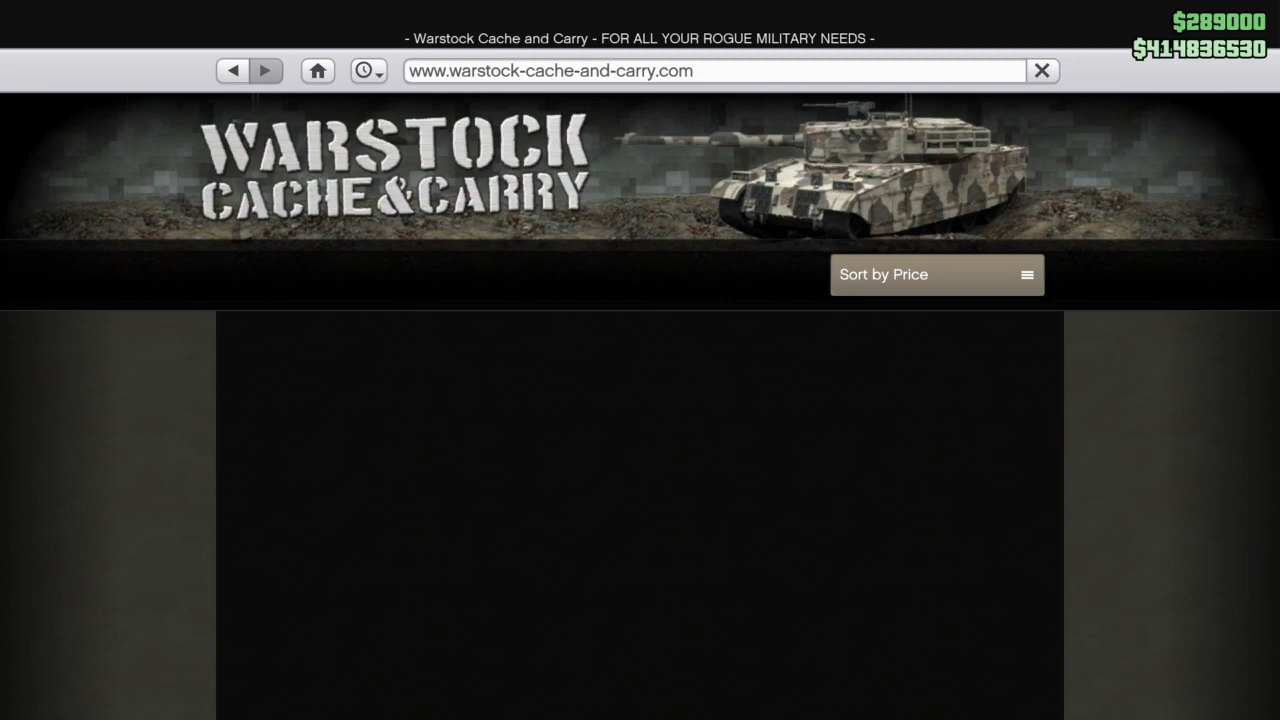 $289000
- Warstock Cache and Carry - FOR ALL YOUR ROGUE MILITARY NEEDS -
$414836530
www.warstock-cache-and-carry.com
WARSTOCK
CACHE&CARRY
Sort by Price